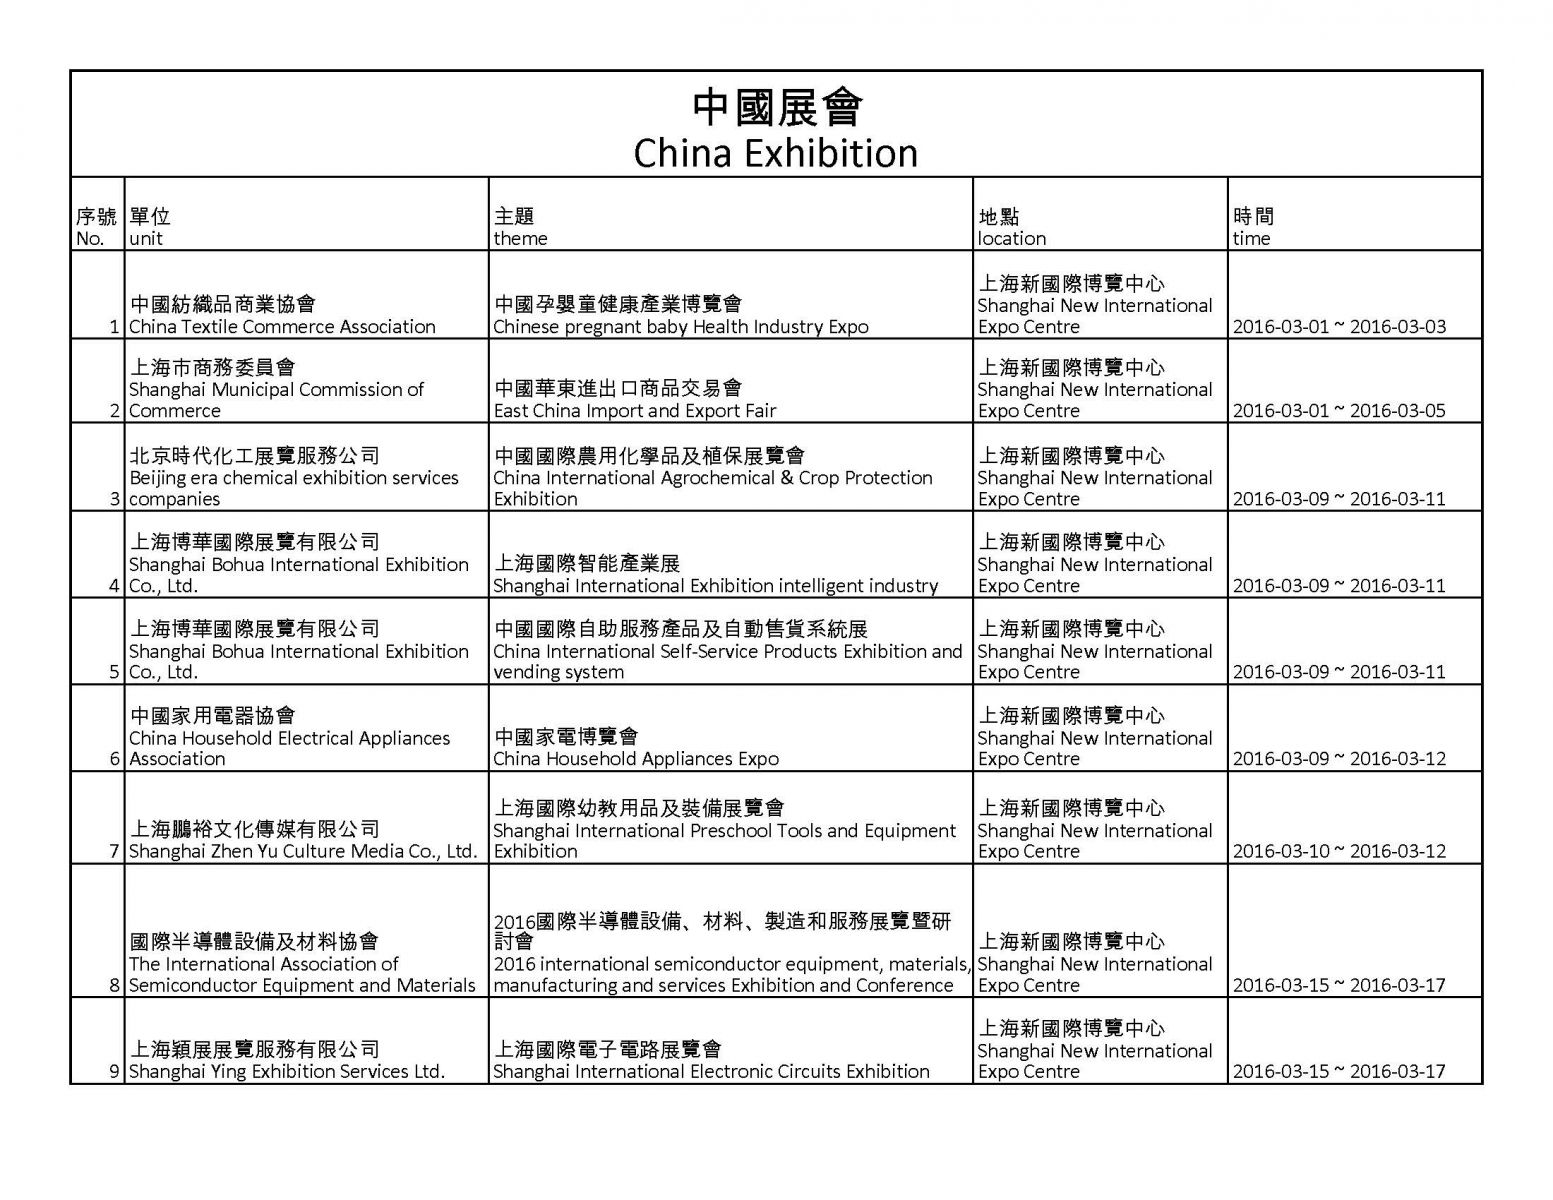 中國展會
China Exhibition
序號 單位 主題 地點 時間
No. unit theme location time
中國紡織品商業協會
1 China Textile Commerce Association
中國孕嬰童健康產業博覽會
Chinese pregnant baby Health Industry Expo
上海新國際博覽中心
Shanghai New International
Expo Centre
2016-03-01 ~ 2016-03-03
上海市商務委員會
Shanghai Municipal Commission of
2 Commerce
中國華東進出口商品交易會
East China Import and Export Fair
上海新國際博覽中心
Shanghai New International
Expo Centre
2016-03-01 ~ 2016-03-05
北京時代化工展覽服務公司
Beijing era chemical exhibition services
3 companies
中國國際農用化學品及植保展覽會
China International Agrochemical & Crop Protection
Exhibition
上海新國際博覽中心
Shanghai New International
Expo Centre
2016-03-09 ~ 2016-03-11
上海博華國際展覽有限公司
Shanghai Bohua International Exhibition
4 Co., Ltd.
上海國際智能產業展
Shanghai International Exhibition intelligent industry
上海新國際博覽中心
Shanghai New International
Expo Centre
2016-03-09 ~ 2016-03-11
上海博華國際展覽有限公司
Shanghai Bohua International Exhibition
5 Co., Ltd.
中國國際自助服務產品及自動售貨系統展
China International Self-Service Products Exhibition and
vending system
上海新國際博覽中心
Shanghai New International
Expo Centre
2016-03-09 ~ 2016-03-11
中國家用電器協會
China Household Electrical Appliances
6 Association
中國家電博覽會
China Household Appliances Expo
上海新國際博覽中心
Shanghai New International
Expo Centre
2016-03-09 ~ 2016-03-12
上海鵬裕文化傳媒有限公司
7 Shanghai Zhen Yu Culture Media Co., Ltd.
上海國際幼教用品及裝備展覽會
Shanghai International Preschool Tools and Equipment
Exhibition
上海新國際博覽中心
Shanghai New International
Expo Centre
2016-03-10 ~ 2016-03-12
國際半導體設備及材料協會
The International Association of
8 Semiconductor Equipment and Materials
2016國際半導體設備、材料、製造和服務展覽暨研
討會
2016 international semiconductor equipment, materials,
manufacturing and services Exhibition and Conference
上海新國際博覽中心
Shanghai New International
Expo Centre
2016-03-15 ~ 2016-03-17
上海穎展展覽服務有限公司
9 Shanghai Ying Exhibition Services Ltd.
上海國際電子電路展覽會
Shanghai International Electronic Circuits Exhibition
上海新國際博覽中心
Shanghai New International
Expo Centre
2016-03-15 ~ 2016-03-17